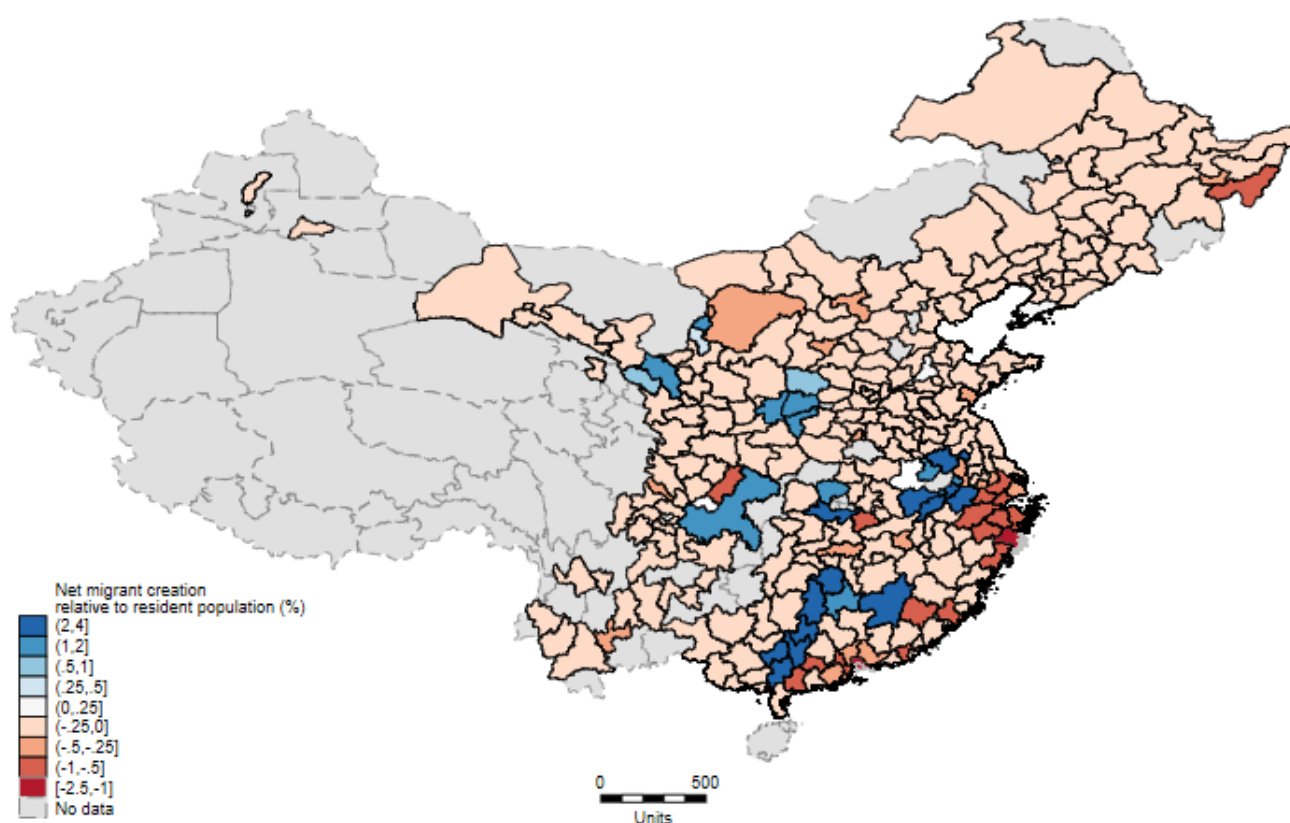 Net migrant creation
relative to resident population (%)
(2,4]
(1,2]
(.5,1]
(.25,.5]
(0,.25]
(-.25,0]
(-.5,-.25]
(-1,-.5]
[-2.5,-1]
No data
0 500
Units